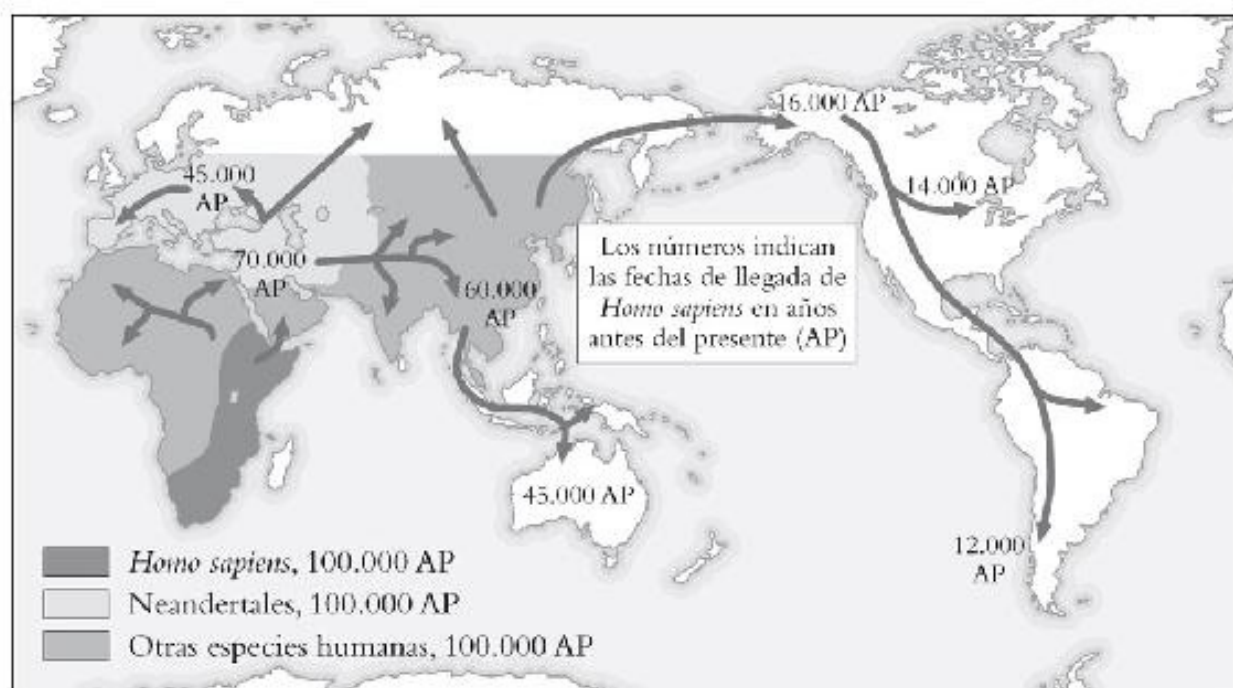 16.000 AP
45.000
AP
14.000 AP
70.000
AP
60.000
AP
Los números indican
las fechas de llegada de
Homo sapiens en años
antes del presente (AP)
45.000 AP
12.000
AP
Homo sapiens, 100.000 AP
Neandertales, 100.000 AP
Otras especies humanas, 100.000 AP